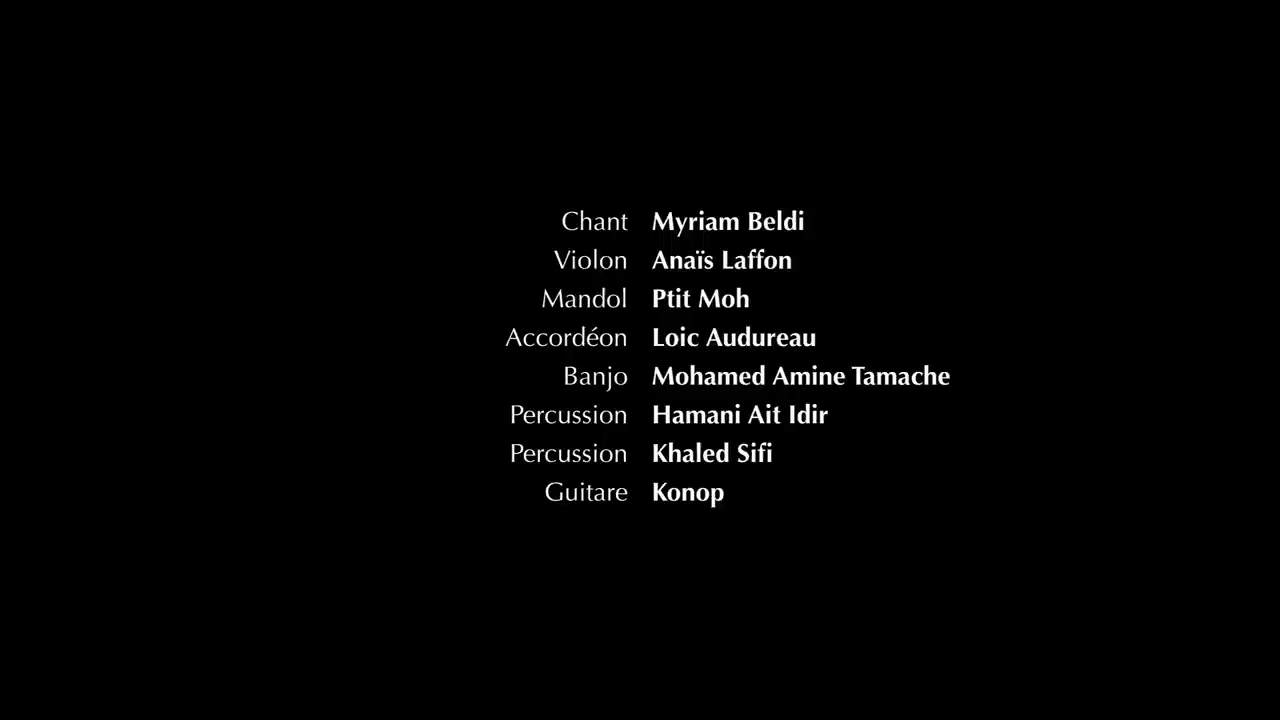 Chant Myriam Beldi
Violon Anaïs Laffon
Mandol Ptit Moh
Accordéon Loic Audureau
Banjo Mohamed Amine Tamache
Percussion Hamani Ait Idir
Percussion Khaled Sifi
Guitare Konop